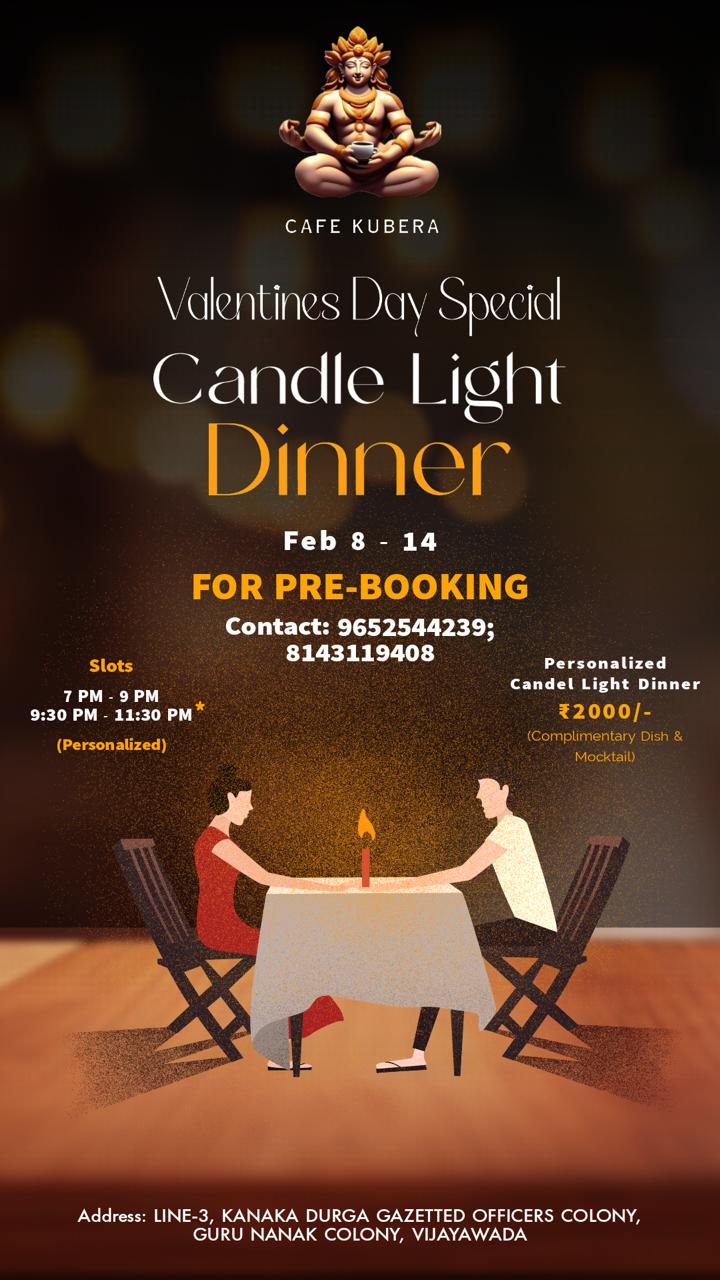 CAFE KUBERA
Valentines Day Special
Candle Light
Dinner
Feb 8 - 14
FOR PRE-BOOKING
Contact: 9652544239;
8143119408
Slots
7 PM - 9 PM
9:30 PM - 11:30 PM*
(Personalized)
Personalized
Candel Light Dinner
₹2000/-
(Complimentary Dish &
Mocktail)
Address: LINE-3, KANAKA DURGA GAZETTED OFFICERS COLONY,
GURU NANAK COLONY, VIJAYAWADA